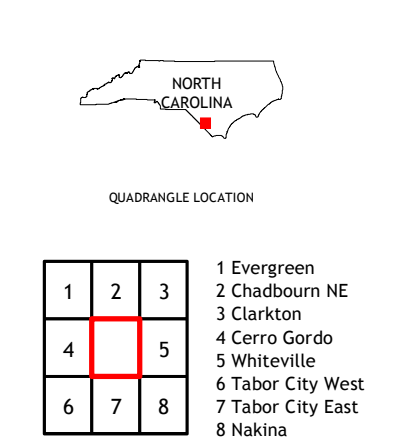 NORTH
CAROLINA
QUADRANGLE LOCATION
1 2 3
4 5
6 7 8
1 Evergreen
2 Chadbourn NE
3 Clarkton
4 Cerro Gordo
5 Whiteville
6 Tabor City West
7 Tabor City East
8 Nakina